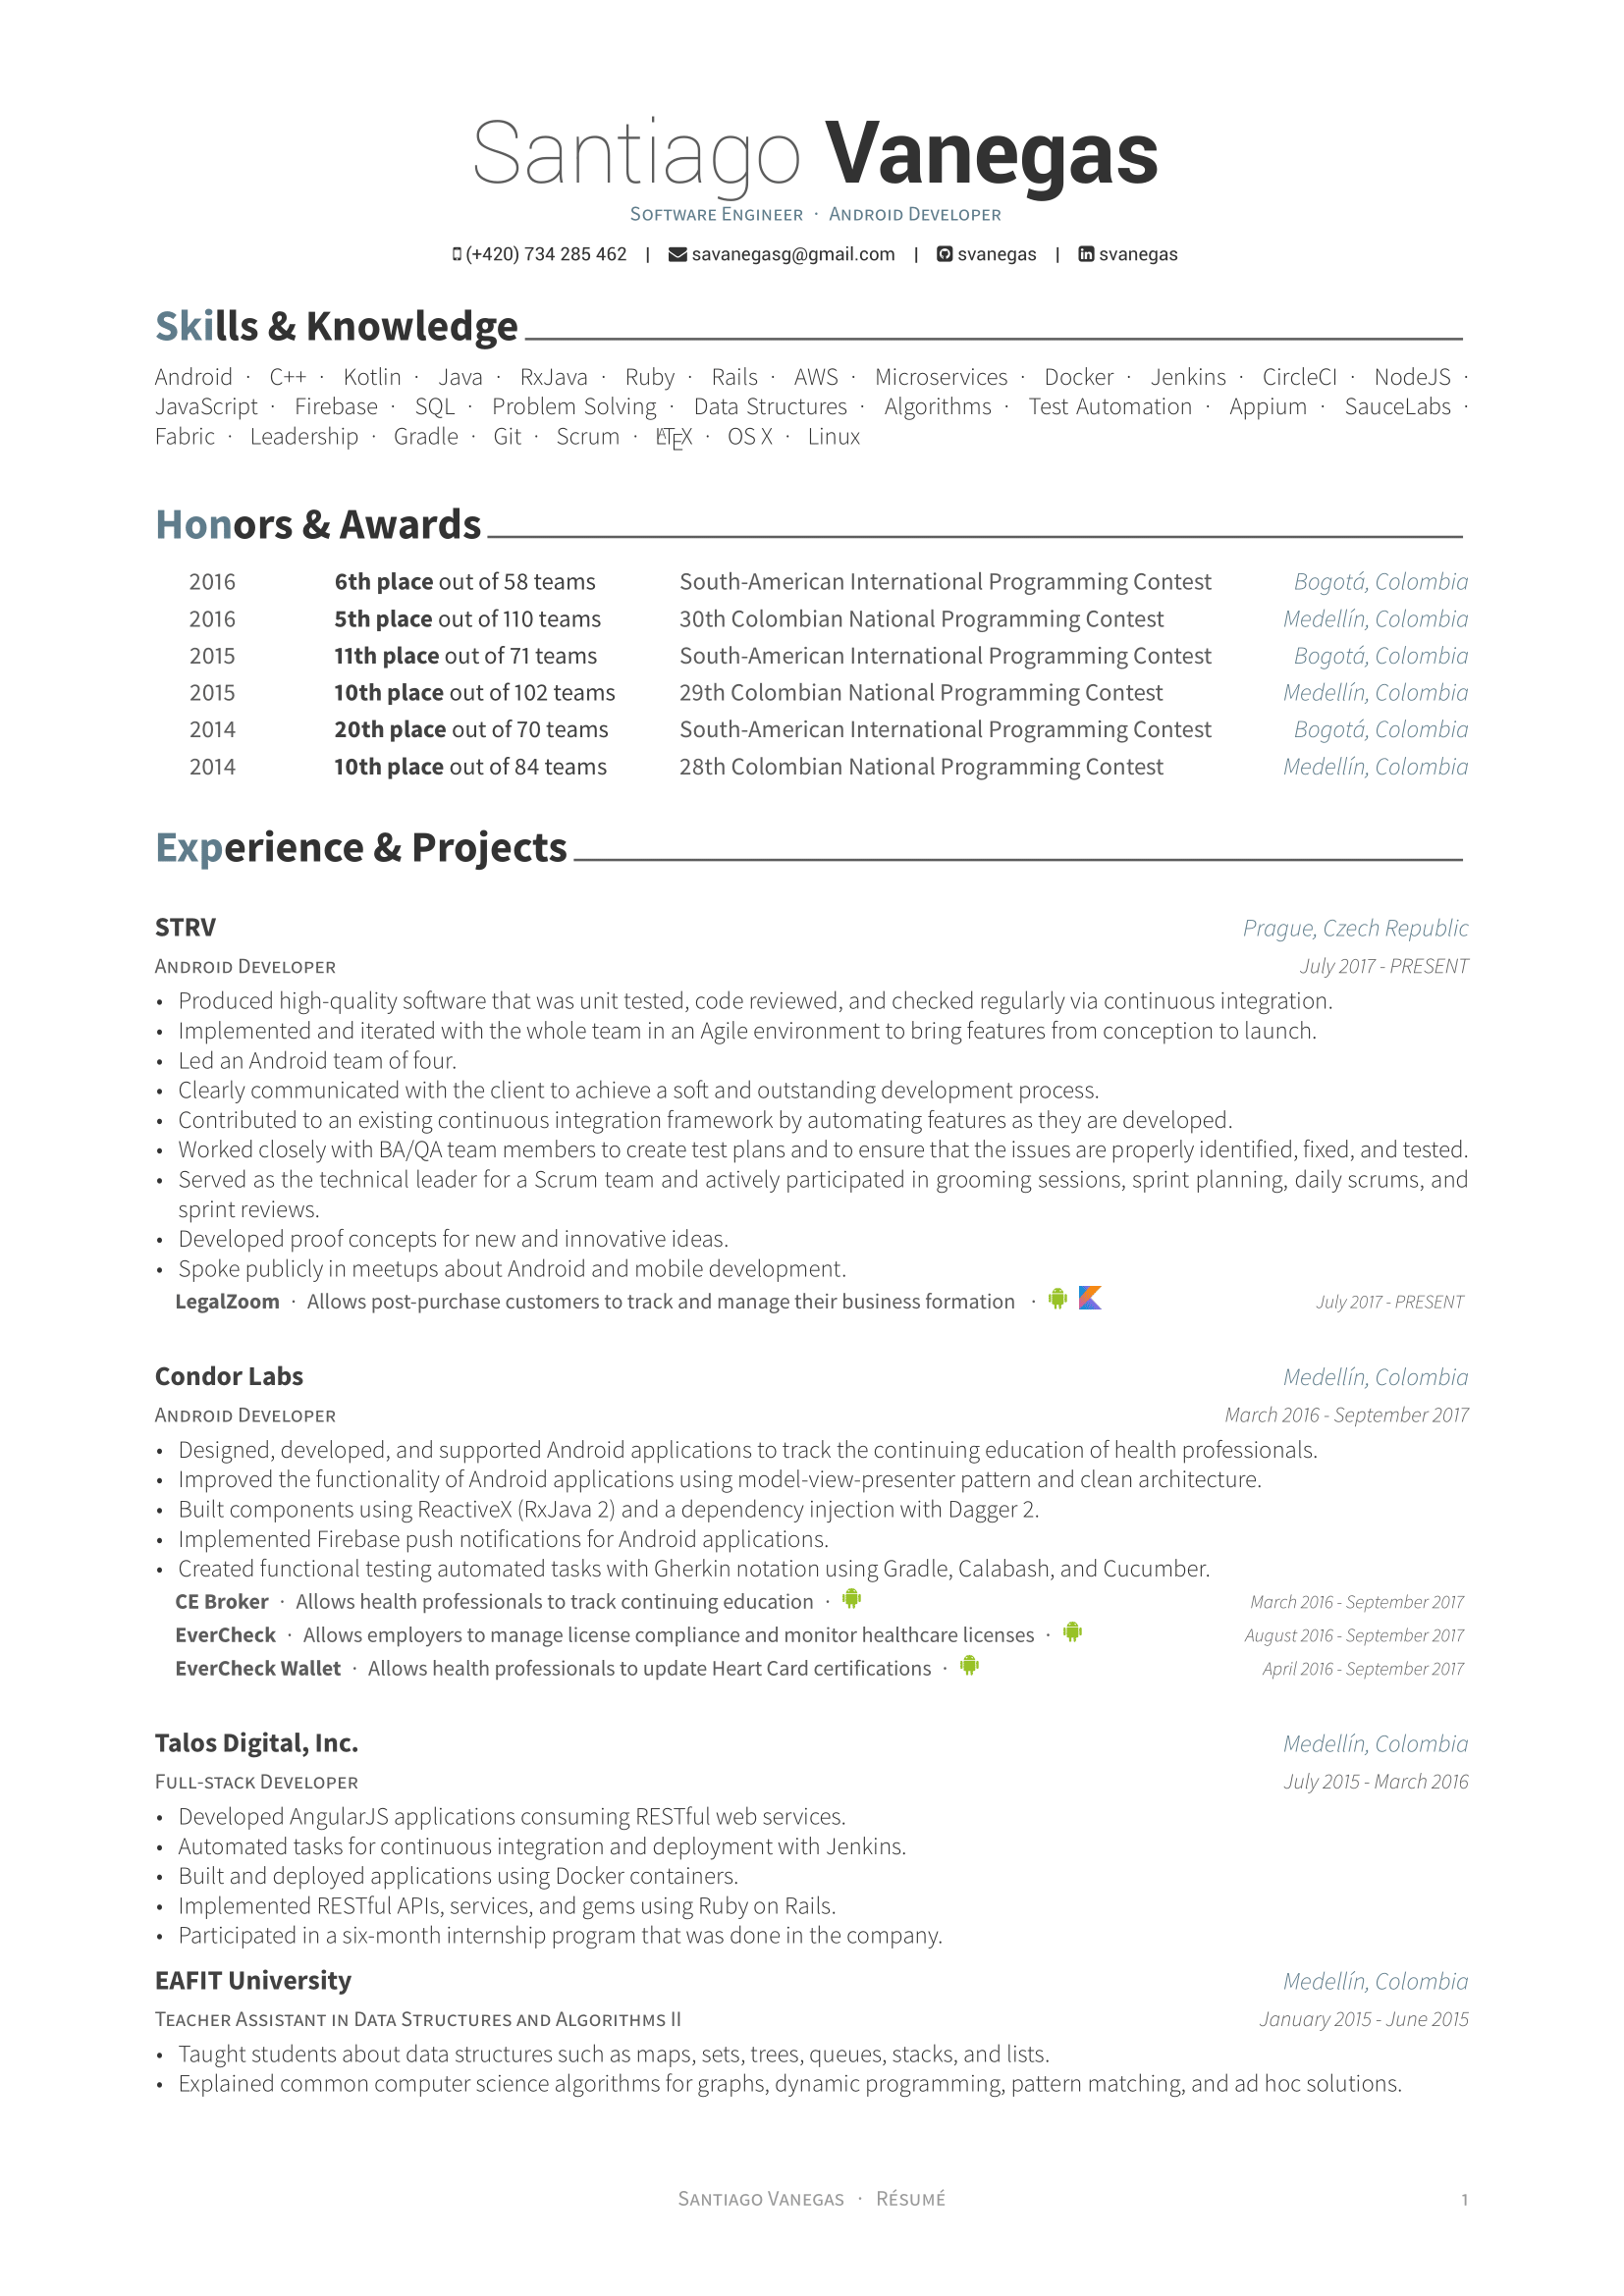 Santiago Vanegas
Software Engineer · Android Developer
(+420) 734 285 462 | savanegasg@gmail.com | svanegas | svanegas
Skills & Knowledge
Android · C++ · Kotlin · Java · RxJava · Ruby · Rails · AWS · Microservices · Docker · Jenkins · CircleCI · NodeJS ·
JavaScript · Firebase · SQL · Problem Solving · Data Structures · Algorithms · Test Automation · Appium · SauceLabs ·
Fabric · Leadership · Gradle · Git · Scrum · LATEX · OS X · Linux
Honors & Awards
2016 6th place out of 58 teams South-American International Programming Contest Bogotá, Colombia
2016 5th place out of 110 teams 30th Colombian National Programming Contest Medellín, Colombia
2015 11th place out of 71 teams South-American International Programming Contest Bogotá, Colombia
2015 10th place out of 102 teams 29th Colombian National Programming Contest Medellín, Colombia
2014 20th place out of 70 teams South-American International Programming Contest Bogotá, Colombia
2014 10th place out of 84 teams 28th Colombian National Programming Contest Medellín, Colombia
Experience & Projects
STRV Prague, Czech Republic
Android Developer July 2017 - PRESENT
• Produced high-quality software that was unit tested, code reviewed, and checked regularly via continuous integration.
• Implemented and iterated with the whole team in an Agile environment to bring features from conception to launch.
• Led an Android team of four.
• Clearly communicated with the client to achieve a soft and outstanding development process.
• Contributed to an existing continuous integration framework by automating features as they are developed.
• Worked closely with BA/QA team members to create test plans and to ensure that the issues are properly identified, fixed, and tested.
• Served as the technical leader for a Scrum team and actively participated in grooming sessions, sprint planning, daily scrums, and
sprint reviews.
• Developed proof concepts for new and innovative ideas.
• Spoke publicly in meetups about Android and mobile development.
LegalZoom · Allows post-purchase customers to track and manage their business formation · July 2017 - PRESENT
Condor Labs Medellín, Colombia
Android Developer March 2016 - September 2017
• Designed, developed, and supported Android applications to track the continuing education of health professionals.
• Improved the functionality of Android applications using model-view-presenter pattern and clean architecture.
• Built components using ReactiveX (RxJava 2) and a dependency injection with Dagger 2.
• Implemented Firebase push notifications for Android applications.
• Created functional testing automated tasks with Gherkin notation using Gradle, Calabash, and Cucumber.
CE Broker · Allows health professionals to track continuing education · March 2016 - September 2017
EverCheck · Allows employers to manage license compliance and monitor healthcare licenses · August 2016 - September 2017
EverCheck Wallet · Allows health professionals to update Heart Card certifications · April 2016 - September 2017
Talos Digital, Inc. Medellín, Colombia
Full-stack Developer July 2015 - March 2016
• Developed AngularJS applications consuming RESTful web services.
• Automated tasks for continuous integration and deployment with Jenkins.
• Built and deployed applications using Docker containers.
• Implemented RESTful APIs, services, and gems using Ruby on Rails.
• Participated in a six-month internship program that was done in the company.
EAFIT University Medellín, Colombia
Teacher Assistant in Data Structures and Algorithms II January 2015 - June 2015
• Taught students about data structures such as maps, sets, trees, queues, stacks, and lists.
• Explained common computer science algorithms for graphs, dynamic programming, pattern matching, and ad hoc solutions.
Santiago Vanegas · Résumé 1